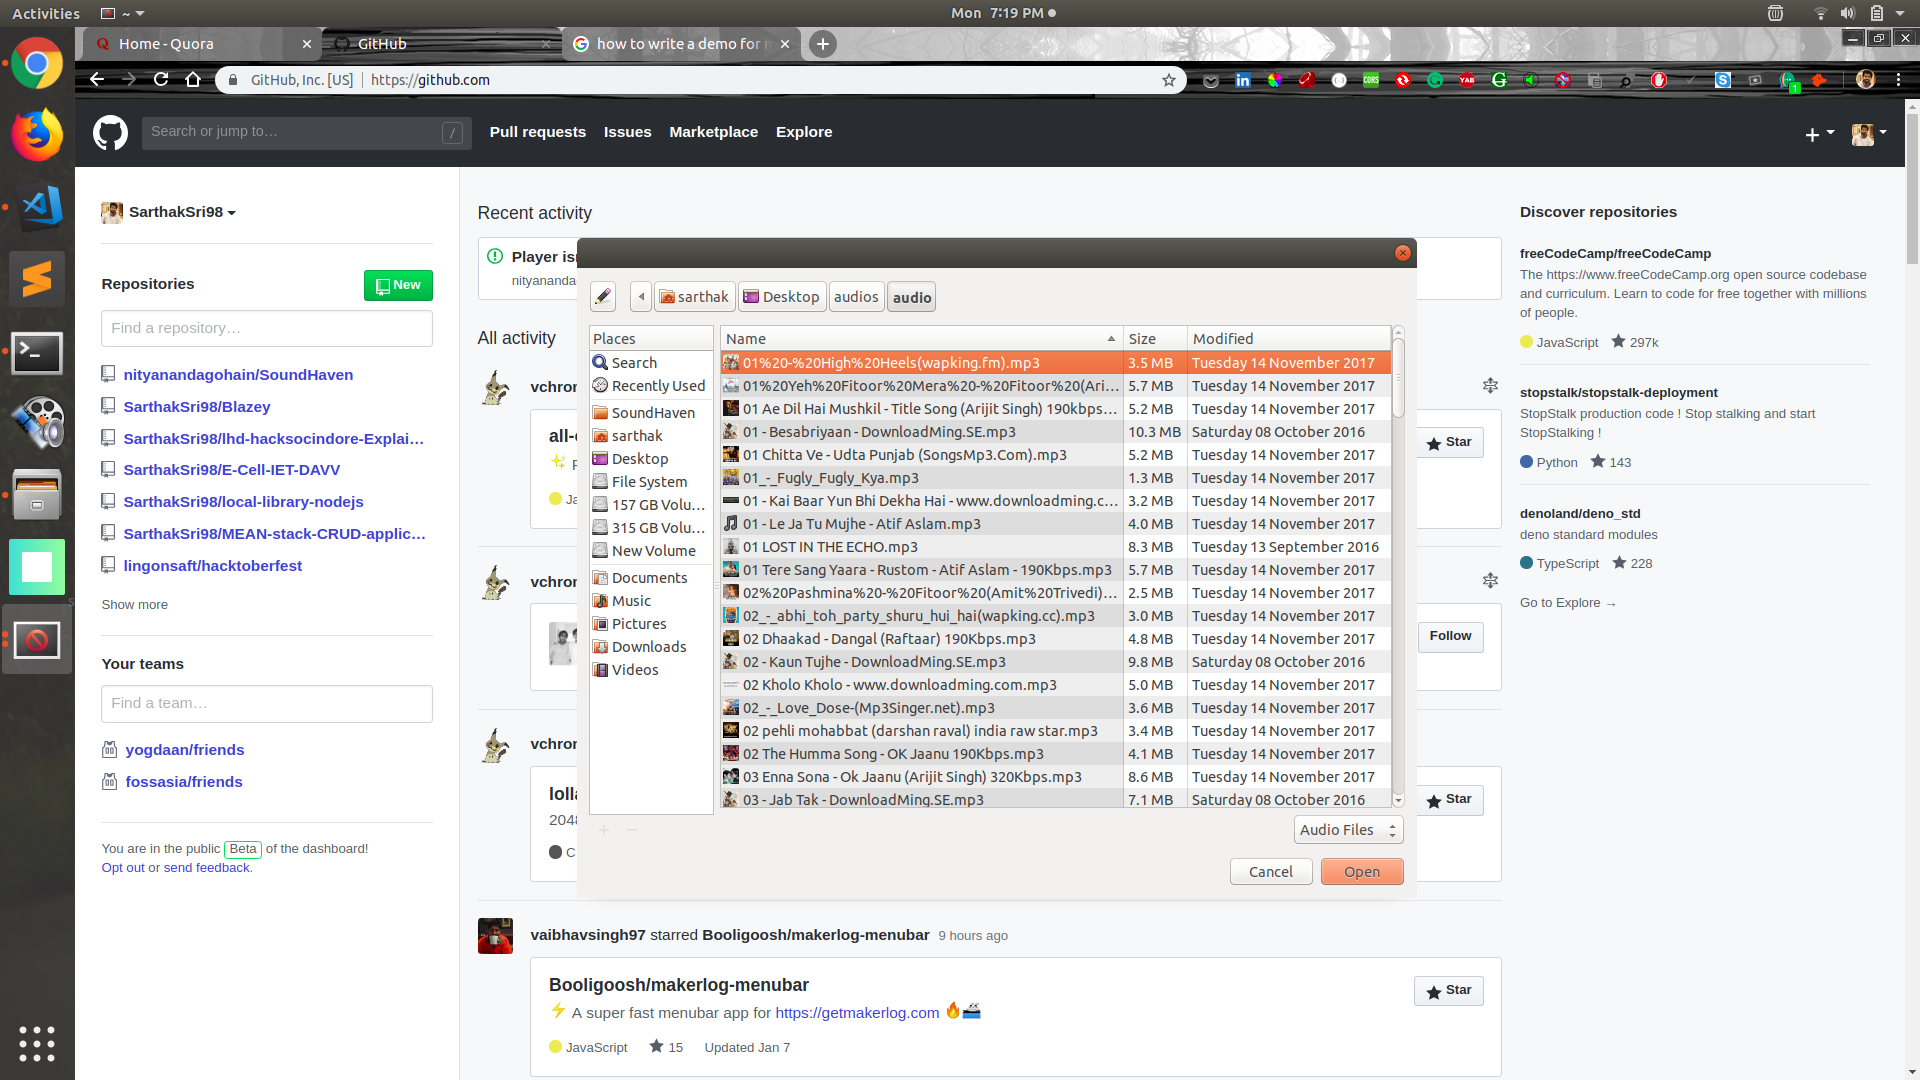 Activities
~
Mon 7:19 PM
Home - Quora
GitHub
how to write a demo for
GitHub, Inc. [US]
https://github.com
CORS
YAB
1
Search or jump to…
/
Pull requests
Issues
Marketplace
Explore
SarthakSri98
Repositories
New
Find a repository…
nityanandagohain/SoundHaven
SarthakSri98/Blazey
SarthakSri98/lhd-hacksocindore-Explai…
SarthakSri98/E-Cell-IET-DAVV
SarthakSri98/local-library-nodejs
SarthakSri98/MEAN-stack-CRUD-applic…
lingonsaft/hacktoberfest
Show more
Your teams
Find a team…
yogdaan/friends
fossasia/friends
You are in the public Beta of the dashboard!
Opt out or send feedback.
Recent activity
Player
nityananda
All activity
sarthak
Desktop
audios
audio
Places
Search
Recently Used
SoundHaven
sarthak
Desktop
File System
157 GB Volu…
315 GB Volu…
New Volume
Documents
Music
Pictures
Downloads
Videos
Name Size Modified
01%20-%20High%20Heels(wapking.fm).mp3 3.5 MB Tuesday 14 November 2017
01%20Yeh%20Fitoor%20Mera%20-%20Fitoor%20(Ari… 5.7 MB Tuesday 14 November 2017
01 Ae Dil Hai Mushkil - Title Song (Arijit Singh) 190kbps… 5.2 MB Tuesday 14 November 2017
01 - Besabriyaan - DownloadMing.SE.mp3 10.3 MB Saturday 08 October 2016
01 Chitta Ve - Udta Punjab (SongsMp3.Com).mp3 5.2 MB Tuesday 14 November 2017
01_-_Fugly_Fugly_Kya.mp3 1.3 MB Tuesday 14 November 2017
01 - Kai Baar Yun Bhi Dekha Hai - www.downloadming.c… 3.2 MB Tuesday 14 November 2017
01 - Le Ja Tu Mujhe - Atif Aslam.mp3 4.0 MB Tuesday 14 November 2017
01 LOST IN THE ECHO.mp3 8.3 MB Tuesday 13 September 2016
01 Tere Sang Yaara - Rustom - Atif Aslam - 190Kbps.mp3 5.7 MB Tuesday 14 November 2017
02%20Pashmina%20-%20Fitoor%20(Amit%20Trivedi)… 2.5 MB Tuesday 14 November 2017
02_-_abhi_toh_party_shuru_hui_hai(wapking.cc).mp3 3.0 MB Tuesday 14 November 2017
02 Dhaakad - Dangal (Raftaar) 190Kbps.mp3 4.8 MB Tuesday 14 November 2017
02 - Kaun Tujhe - DownloadMing.SE.mp3 9.8 MB Saturday 08 October 2016
02 Kholo Kholo - www.downloadming.com.mp3 5.0 MB Tuesday 14 November 2017
02_-_Love_Dose-(Mp3Singer.net).mp3 3.6 MB Tuesday 14 November 2017
02 pehli mohabbat (darshan raval) india raw star.mp3 3.4 MB Tuesday 14 November 2017
02 The Humma Song - OK Jaanu 190Kbps.mp3 4.1 MB Tuesday 14 November 2017
03 Enna Sona - Ok Jaanu (Arijit Singh) 320Kbps.mp3 8.6 MB Tuesday 14 November 2017
03 - Jab Tak - DownloadMing.SE.mp3 7.1 MB Saturday 08 October 2016
Audio Files
Cancel
Open
vchron
all-
Ja
Star
vchron
Follow
vchron
lolla
2048
C
Star
vaibhavsingh97 starred Booligoosh/makerlog-menubar 9 hours ago
Booligoosh/makerlog-menubar
A super fast menubar app for https://getmakerlog.com
JavaScript 15 Updated Jan 7
Star
Discover repositories
freeCodeCamp/freeCodeCamp
The https://www.freeCodeCamp.org open source codebase
and curriculum. Learn to code for free together with millions
of people.
JavaScript 297k
stopstalk/stopstalk-deployment
StopStalk production code ! Stop stalking and start
StopStalking !
Python 143
denoland/deno_std
deno standard modules
TypeScript 228
Go to Explore →